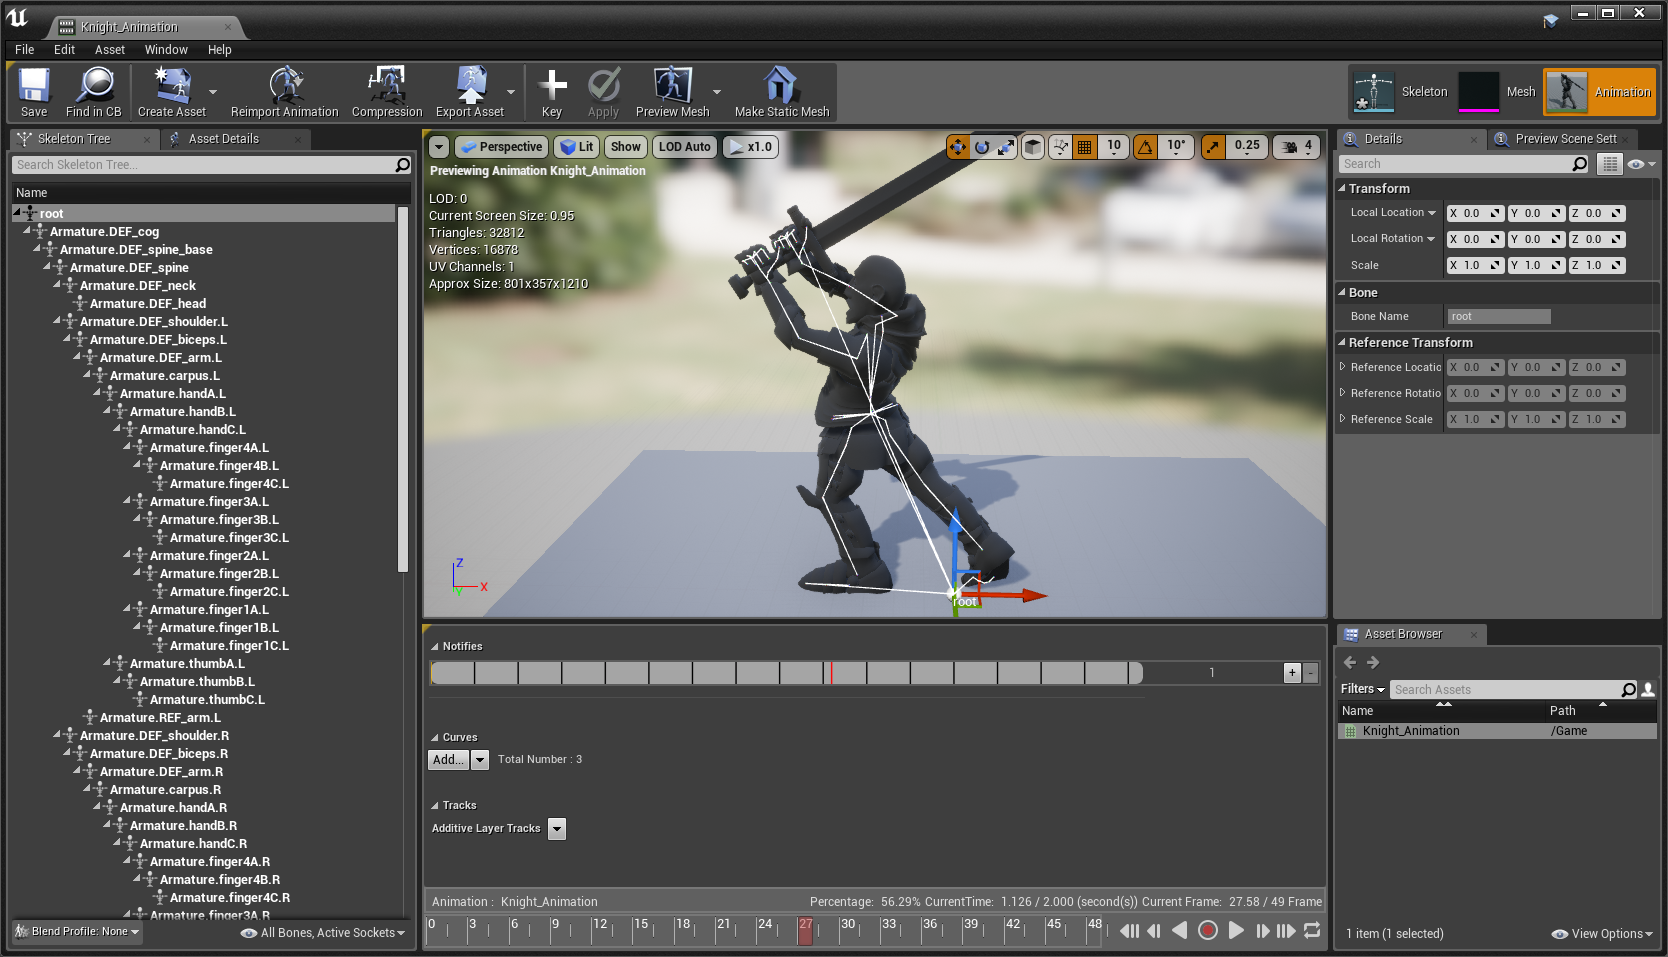 Knight_Animation
File Edit Asset Window Help
Save Find in CB Create Asset Reimport Animation Compression Export Asset Key Apply Preview Mesh Make Static Mesh Skeleton Mesh Animation
Skeleton Tree Asset Details
Search Skeleton Tree...
Name
root
Armature.DEF_cog
Armature.DEF_spine_base
Armature.DEF_spine
Armature.DEF_neck
Armature.DEF_head
Armature.DEF_shoulder.L
Armature.DEF_biceps.L
Armature.DEF_arm.L
Armature.carpus.L
Armature.handA.L
Armature.handB.L
Armature.handC.L
Armature.finger4A.L
Armature.finger4B.L
Armature.finger4C.L
Armature.finger3A.L
Armature.finger3B.L
Armature.finger3C.L
Armature.finger2A.L
Armature.finger2B.L
Armature.finger2C.L
Armature.finger1A.L
Armature.finger1B.L
Armature.finger1C.L
Armature.thumbA.L
Armature.thumbB.L
Armature.thumbC.L
Armature.REF_arm.L
Armature.DEF_shoulder.R
Armature.DEF_biceps.R
Armature.DEF_arm.R
Armature.carpus.R
Armature.handA.R
Armature.handB.R
Armature.handC.R
Armature.finger4A.R
Armature.finger4B.R
Armature.finger4C.R
Armature.finger3A.R
Blend Profile: None All Bones, Active Sockets
Perspective Lit Show LOD Auto x1.0 10 10° 0.25 4
Previewing Animation Knight_Animation
LOD: 0
Current Screen Size: 0.95
Triangles: 32812
Vertices: 16878
UV Channels: 1
Approx Size: 801x357x1210
Z
X
Y
root
Notifies
1 + -
Curves
Add... Total Number : 3
Tracks
Additive Layer Tracks
Animation : Knight_Animation Percentage: 56.29% CurrentTime: 1.126 / 2.000 (second(s)) Current Frame: 27.58 / 49 Frame
0 3 6 9 12 15 18 21 24 27 30 33 36 39 42 45 48
Details Preview Scene Sett
Search
Transform
Local Location X 0.0 Y 0.0 Z 0.0
Local Rotation X 0.0 Y 0.0 Z 0.0
Scale X 1.0 Y 1.0 Z 1.0
Bone
Bone Name root
Reference Transform
Reference Locatio X 0.0 Y 0.0 Z 0.0
Reference Rotatio X 0.0 Y 0.0 Z 0.0
Reference Scale X 1.0 Y 1.0 Z 1.0
Asset Browser
Filters Search Assets
Name Path
Knight_Animation /Game
1 item (1 selected) View Options